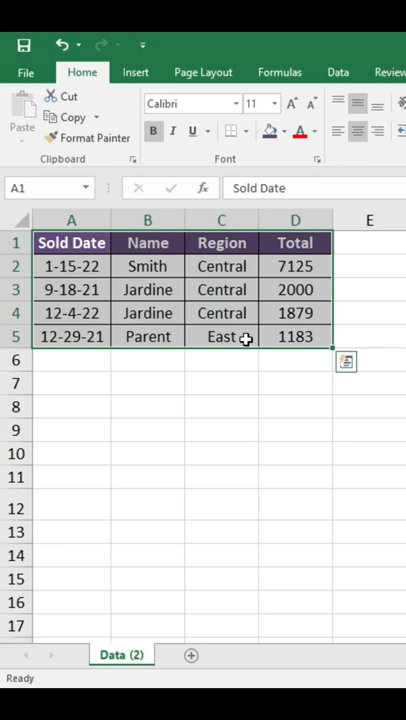 File Home Insert Page Layout Formulas Data Review
Paste Cut Calibri 11 A A
Copy
Format Painter B I U A
Clipboard Font
A1 fx Sold Date
A B C D E
1 Sold Date Name Region Total
2 1-15-22 Smith Central 7125
3 9-18-21 Jardine Central 2000
4 12-4-22 Jardine Central 1879
5 12-29-21 Parent East 1183
6
7
8
9
10
11
12
13
14
15
16
17
Data (2)
Ready